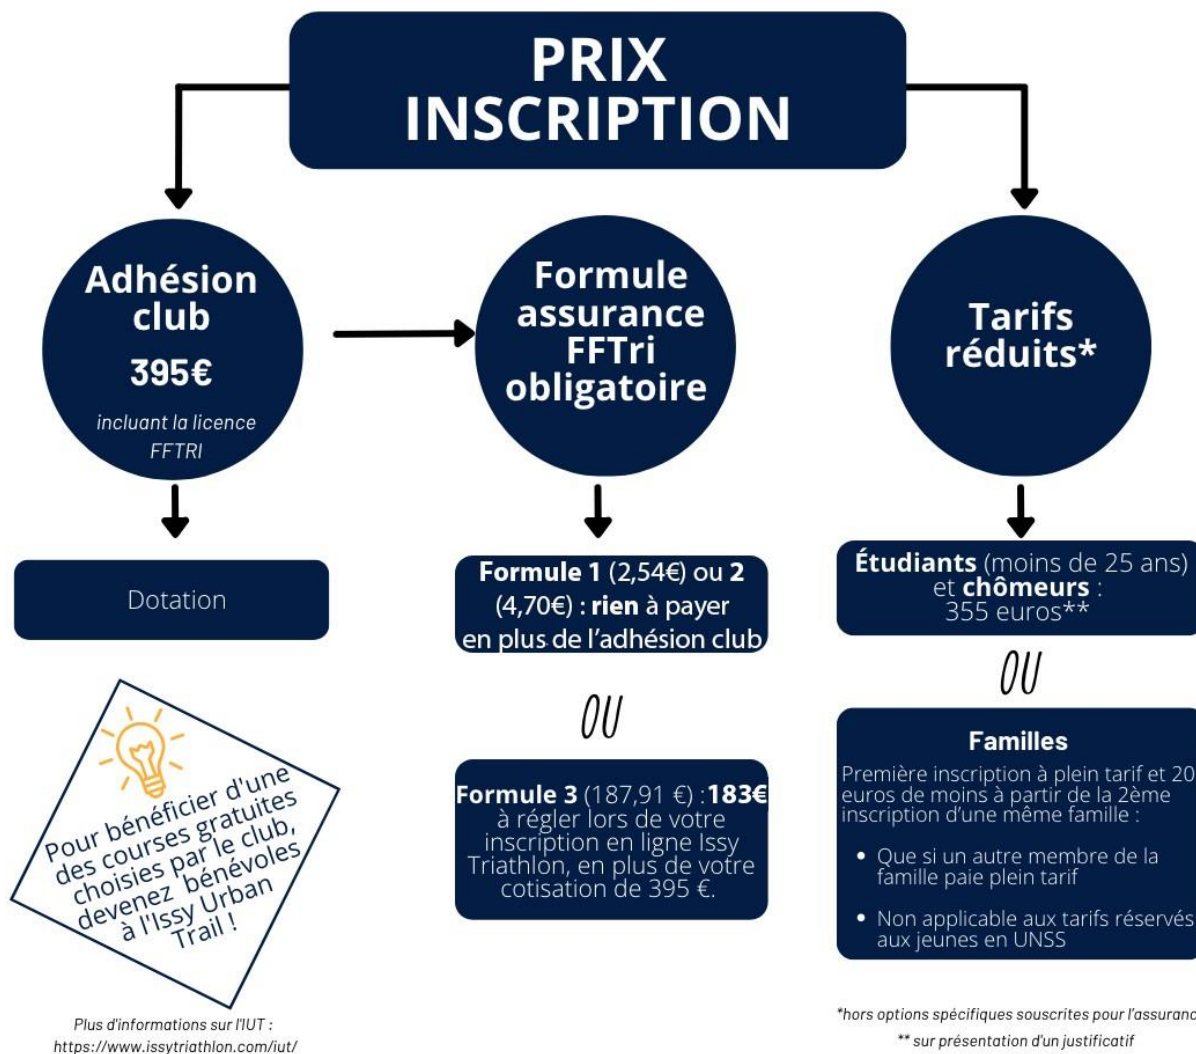 PRIX
INSCRIPTION
Adhésion
club
395€
incluant la licence
FFTRI
Formule
assurance
FFTri
obligatoire
Tarifs
réduits*
Dotation
Formule 1 (2,54€) ou 2
(4,70€) : rien à payer
en plus de l'adhésion club
OU
Formule 3 (187,91 €) :183€
à régler lors de votre
inscription en ligne Issy
Triathlon, en plus de votre
cotisation de 395 €.
Étudiants (moins de 25 ans)
et chômeurs :
355 euros**
OU
Familles
Première inscription à plein tarif et 20
euros de moins à partir de la 2ème
inscription d'une même famille :
• Que si un autre membre de la
famille paie plein tarif
• Non applicable aux tarifs réservés
aux jeunes en UNSS
Pour bénéficier d'une
des courses gratuites
choisies par le club,
devenez bénévoles
à l'Issy Urban
Trail !
Plus d'informations sur l'IUT :
https://www.issytriathlon.com/iut/
*hors options spécifiques souscrites pour l'assuranc
** sur présentation d'un justificatif